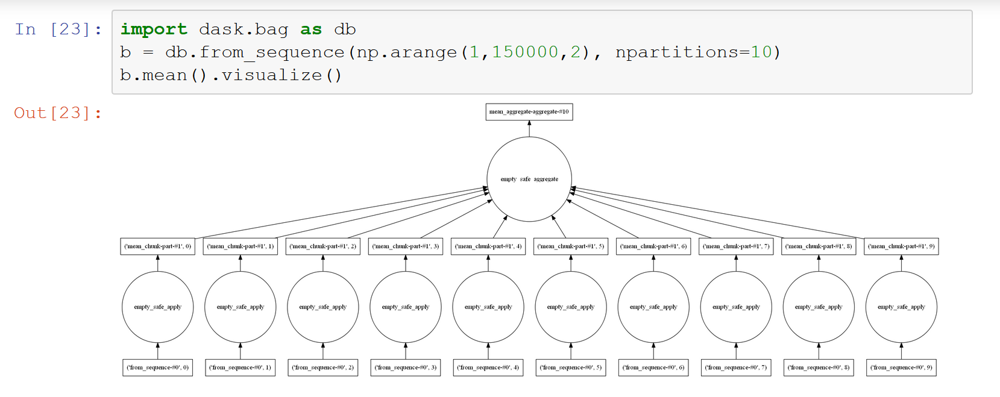 In [23]:
import dask.bag as db
b = db.from_sequence(np.arange(1,150000,2), npartitions=10)
b.mean().visualize()
Out[23]:
mean_aggregate-aggregate-#10
empty_safe_aggregate
('mean_chunk-part-#1', 0)
('mean_chunk-part-#1', 1)
('mean_chunk-part-#1', 2)
('mean_chunk-part-#1', 3)
('mean_chunk-part-#1', 4)
('mean_chunk-part-#1', 5)
('mean_chunk-part-#1', 6)
('mean_chunk-part-#1', 7)
('mean_chunk-part-#1', 8)
('mean_chunk-part-#1', 9)
empty_safe_apply
empty_safe_apply
empty_safe_apply
empty_safe_apply
empty_safe_apply
empty_safe_apply
empty_safe_apply
empty_safe_apply
empty_safe_apply
empty_safe_apply
('from_sequence-#0', 0)
('from_sequence-#0', 1)
('from_sequence-#0', 2)
('from_sequence-#0', 3)
('from_sequence-#0', 4)
('from_sequence-#0', 5)
('from_sequence-#0', 6)
('from_sequence-#0', 7)
('from_sequence-#0', 8)
('from_sequence-#0', 9)